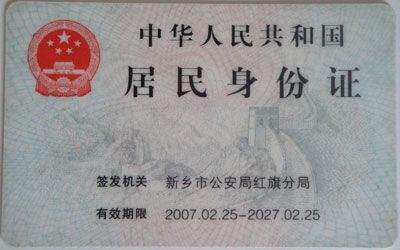 中华人民共和国
居民身份证
签发机关 新乡市公安局红旗分局
有效期限 2007.02.25-2027.02.25